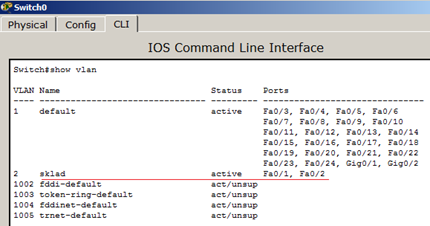 Switch0
Physical Config CLI
IOS Command Line Interface
Switch#show vlan
VLAN Name Status Ports
---- -------------------------------- --------- -------------------------------
1 default active Fa0/3, Fa0/4, Fa0/5, Fa0/6
Fa0/7, Fa0/8, Fa0/9, Fa0/10
Fa0/11, Fa0/12, Fa0/13, Fa0/14
Fa0/15, Fa0/16, Fa0/17, Fa0/18
Fa0/19, Fa0/20, Fa0/21, Fa0/22
Fa0/23, Fa0/24, Gig0/1, Gig0/2
2 sklad active Fa0/1, Fa0/2
1002 fddi-default act/unsup
1003 token-ring-default act/unsup
1004 fddinet-default act/unsup
1005 trnet-default act/unsup